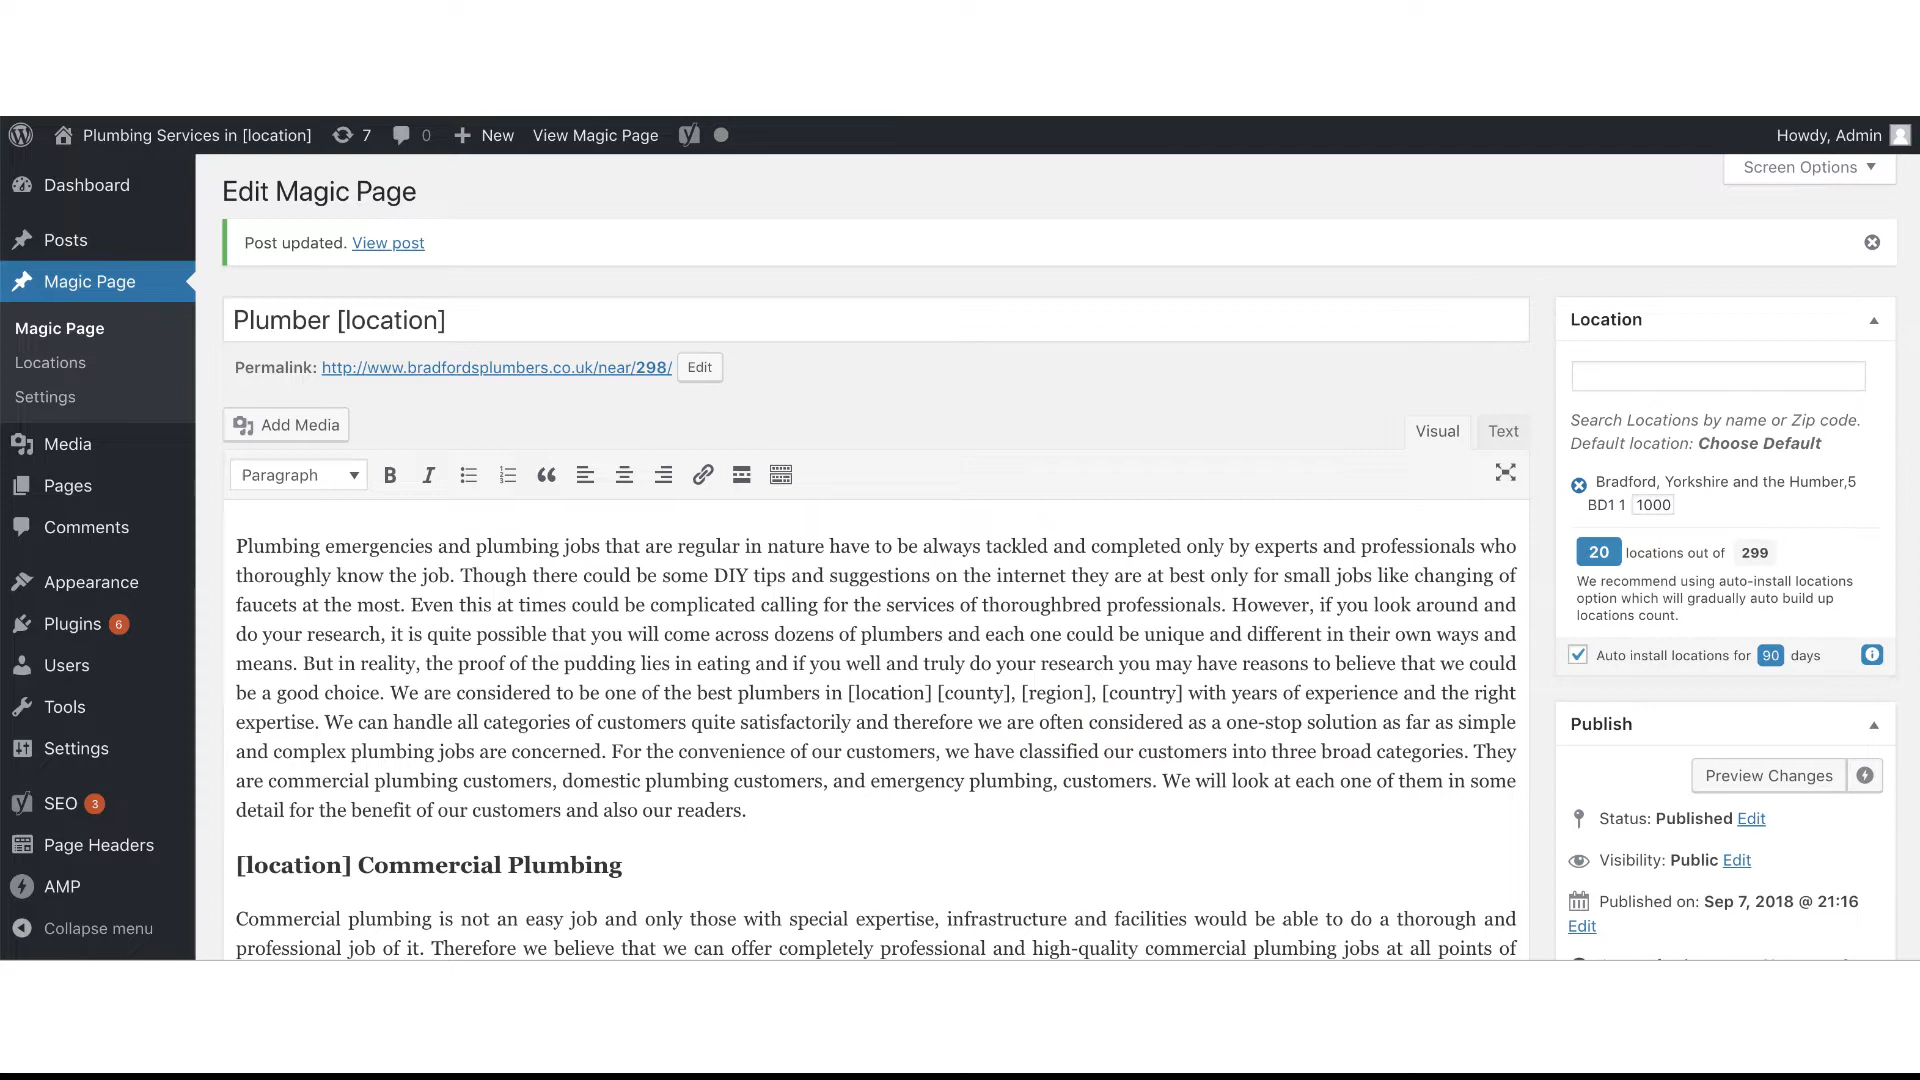 Plumbing Services in [location] 7 0 New View Magic Page Howdy, Admin
Screen Options
Dashboard
Posts
Magic Page
Magic Page
Locations
Settings
Media
Pages
Comments
Appearance
Plugins 6
Users
Tools
Settings
SEO 3
Page Headers
AMP
Collapse menu
Edit Magic Page
Post updated. View post
Plumber [location]
Permalink: http://www.bradfordsplumbers.co.uk/near/298/ Edit
Add Media
Visual Text
Paragraph B I
Plumbing emergencies and plumbing jobs that are regular in nature have to be always tackled and completed only by experts and professionals who
thoroughly know the job. Though there could be some DIY tips and suggestions on the internet they are at best only for small jobs like changing of
faucets at the most. Even this at times could be complicated calling for the services of thoroughbred professionals. However, if you look around and
do your research, it is quite possible that you will come across dozens of plumbers and each one could be unique and different in their own ways and
means. But in reality, the proof of the pudding lies in eating and if you well and truly do your research you may have reasons to believe that we could
be a good choice. We are considered to be one of the best plumbers in [location] [county], [region], [country] with years of experience and the right
expertise. We can handle all categories of customers quite satisfactorily and therefore we are often considered as a one-stop solution as far as simple
and complex plumbing jobs are concerned. For the convenience of our customers, we have classified our customers into three broad categories. They
are commercial plumbing customers, domestic plumbing customers, and emergency plumbing, customers. We will look at each one of them in some
detail for the benefit of our customers and also our readers.
[location] Commercial Plumbing
Commercial plumbing is not an easy job and only those with special expertise, infrastructure and facilities would be able to do a thorough and
professional job of it. Therefore we believe that we can offer completely professional and high-quality commercial plumbing jobs at all points of
Location
Search Locations by name or Zip code.
Default location: Choose Default
Bradford, Yorkshire and the Humber,5
BD1 1 1000
20 locations out of 299
We recommend using auto-install locations
option which will gradually auto build up
locations count.
Auto install locations for 90 days
Publish
Preview Changes
Status: Published Edit
Visibility: Public Edit
Published on: Sep 7, 2018 @ 21:16
Edit